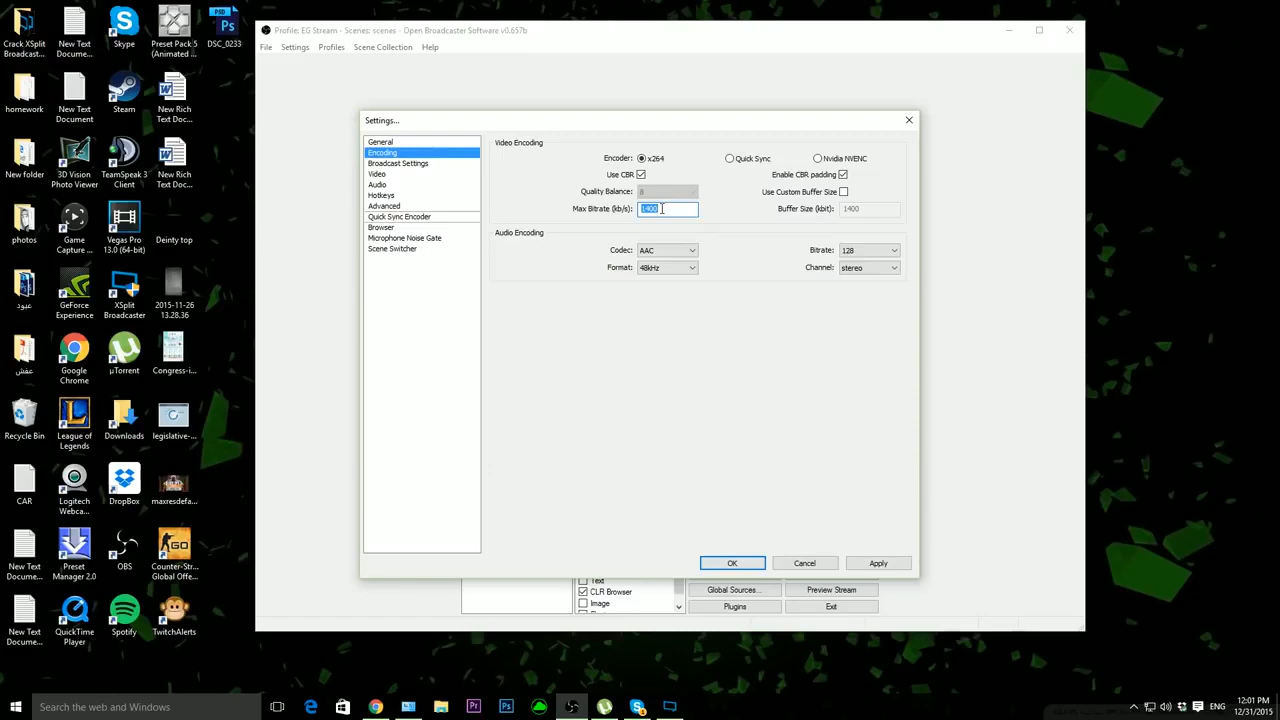 Crack XSplit
Broadcast...
New Text
Docume...
Skype
Preset Pack 5
(Animated ...
DSC_0233
homework
New Text
Document
Steam
New Rich
Text Doc...
New folder
3D Vision
Photo Viewer
TeamSpeak 3
Client
New Rich
Text Doc...
photos
Game
Capture ...
Vegas Pro
13.0 (64-bit)
Deinty top
عبود
GeForce
Experience
XSplit
Broadcaster
2015-11-26
13.28.36
عفش
Google
Chrome
µTorrent
Congress-i...
Recycle Bin
League of
Legends
Downloads
legislative-...
CAR
Logitech
Webca...
DropBox
maxresdefa...
New Text
Docume...
Preset
Manager 2.0
OBS
Counter-Str...
Global Offe...
New Text
Docume...
QuickTime
Player
Spotify
TwitchAlerts
Profile: EG Stream - Scenes: scenes - Open Broadcaster Software v0.657b
File Settings Profiles Scene Collection Help
Settings...
General
Encoding
Broadcast Settings
Video
Audio
Hotkeys
Advanced
Quick Sync Encoder
Browser
Microphone Noise Gate
Scene Switcher
Video Encoding
Encoder: x264 Quick Sync Nvidia NVENC
Use CBR Enable CBR padding
Quality Balance: 8 Use Custom Buffer Size
Max Bitrate (kb/s): 1400 Buffer Size (kbit): 1400
Audio Encoding
Codec: AAC Bitrate: 128
Format: 48kHz Channel: stereo
OK Cancel Apply
Text
CLR Browser
Image
Global Sources... Preview Stream
Plugins Exit
Search the web and Windows
ENG
12:01 PM
12/31/2015